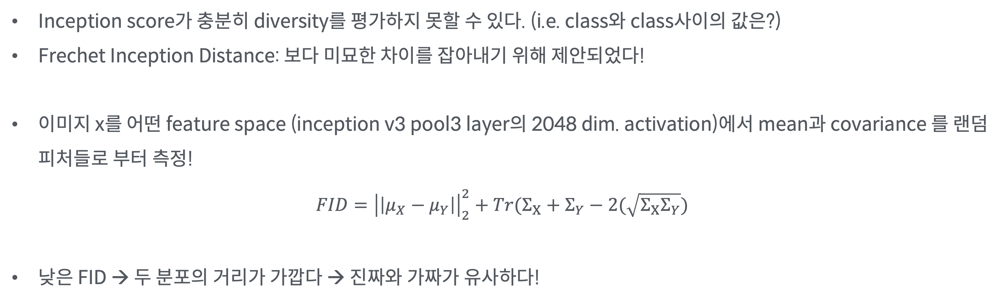 • Inception score가 충분히 diversity를 평가하지 못할 수 있다. (i.e. class와 class사이의 값은?)
• Frechet Inception Distance: 보다 미묘한 차이를 잡아내기 위해 제안되었다!
• 이미지 x를 어떤 feature space (inception v3 pool3 layer의 2048 dim. activation)에서 mean과 covariance 를 랜덤
피처들로 부터 측정!
FID = ||μ_X − μ_Y||_2^2 + Tr(Σ_X + Σ_Y − 2(√Σ_XΣ_Y)
• 낮은 FID → 두 분포의 거리가 가깝다 → 진짜와 가짜가 유사하다!